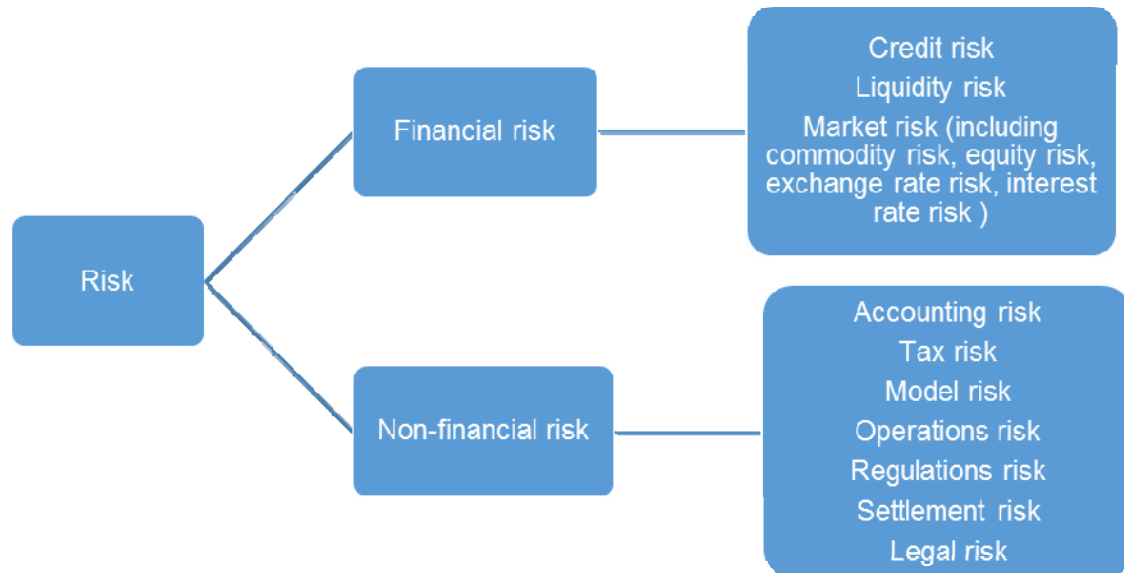 Risk
Financial risk
Credit risk
Liquidity risk
Market risk (including
commodity risk, equity risk,
exchange rate risk, interest
rate risk )
Non-financial risk
Accounting risk
Tax risk
Model risk
Operations risk
Regulations risk
Settlement risk
Legal risk